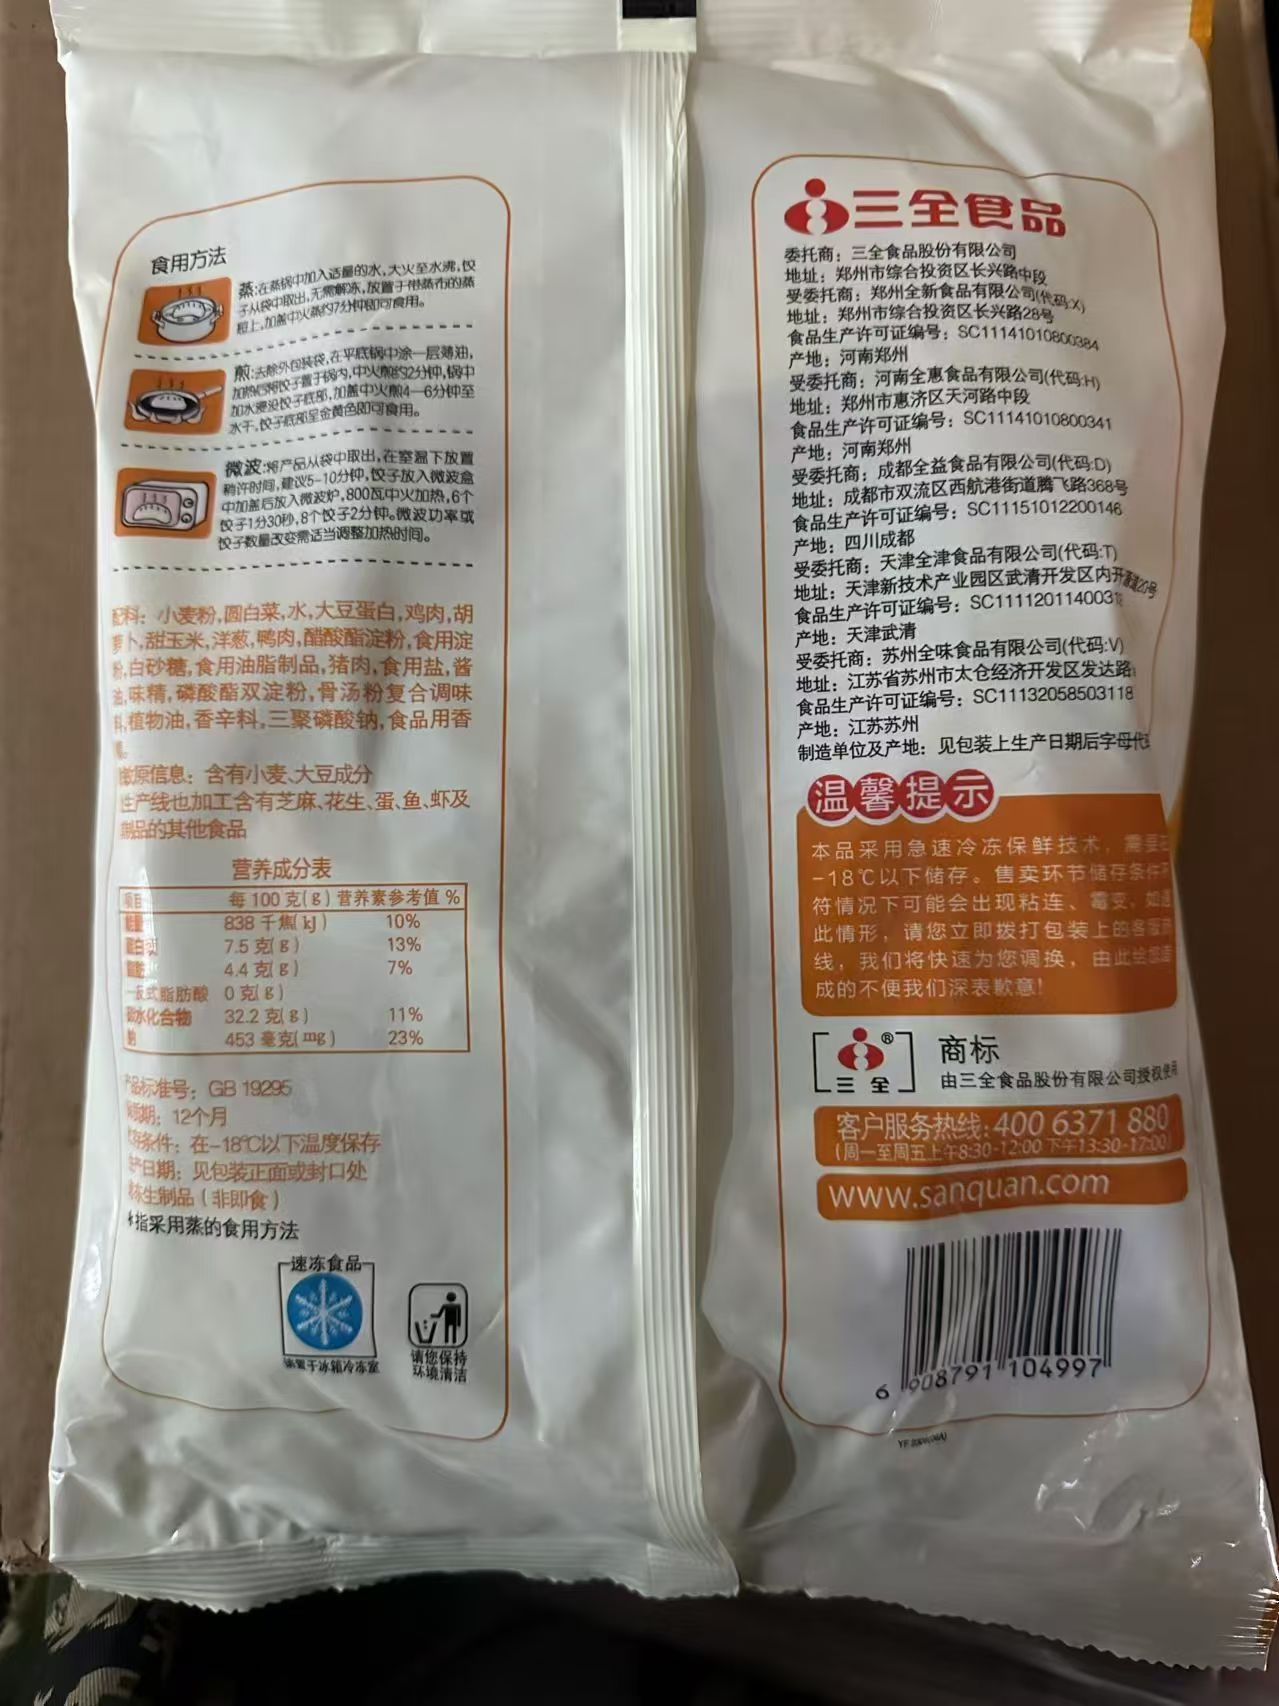 食用方法
蒸:在蒸锅中加入适量的水,大火至水沸,饺
子从袋中取出,无需解冻,放置于带蒸布的蒸
屉上,加盖中火蒸约7分钟即可食用。
煎:去除外包装袋,在平底锅中涂一层薄油,
加热后将饺子置于锅内,中火煎约2分钟,锅中
加水浸没饺子底部,加盖中火煎4—6分钟至
水干,饺子底部呈金黄色即可食用。
微波:将产品从袋中取出,在室温下放置
稍许时间,建议5-10分钟,饺子放入微波盒
中加盖后放入微波炉,800瓦中火加热,6个
饺子1分30秒,8个饺子2分钟。微波功率或
饺子数量改变需适当调整加热时间。
配料：小麦粉,圆白菜,水,大豆蛋白,鸡肉,胡
萝卜,甜玉米,洋葱,鸭肉,醋酸酯淀粉,食用淀
粉,白砂糖,食用油脂制品,猪肉,食用盐,酱
油,味精,磷酸酯双淀粉,骨汤粉复合调味
料,植物油,香辛料,三聚磷酸钠,食品用香
敏原信息：含有小麦、大豆成分
生产线也加工含有芝麻、花生、蛋、鱼、虾及
制品的其他食品
营养成分表
项目 每 100 克(g) 营养素参考值 %
能量 838 千焦(kJ) 10%
蛋白质 7.5 克(g) 13%
4.4 克(g) 7%
—反式脂肪酸 0 克(g)
碳水化合物 32.2 克(g) 11%
钠 453 毫克(mg) 23%
产品标准号：GB 19295
质期：12个月
条件：在-18℃以下温度保存
生产日期：见包装正面或封口处
冻生制品（非即食）
*指采用蒸的食用方法
速冻食品
请置于冰箱冷冻室
请您保持
环境清洁
三全食品
委托商：三全食品股份有限公司
地址：郑州市综合投资区长兴路中段
受委托商：郑州全新食品有限公司(代码:X)
地址：郑州市综合投资区长兴路28号
食品生产许可证编号：SC11141010800384
产地：河南郑州
受委托商：河南全惠食品有限公司(代码:H)
地址：郑州市惠济区天河路中段
食品生产许可证编号：SC11141010800341
产地：河南郑州
受委托商：成都全益食品有限公司(代码:D)
地址：成都市双流区西航港街道腾飞路368号
食品生产许可证编号：SC11151012200146
产地：四川成都
受委托商：天津全津食品有限公司(代码:T)
地址：天津新技术产业园区武清开发区内开源道20号
食品生产许可证编号：
产地：天津武清
受委托商：苏州全味食品有限公司(代码:V)
地址：江苏省苏州市太仓经济开发区发达路
食品生产许可证编号：SC11132058503118
产地：江苏苏州
制造单位及产地：见包装上生产日期后字母代
温馨提示
本品采用急速冷冻保鲜技术，需要在
-18℃以下储存。售卖环节储存条件不
符情况下可能会出现粘连、霉变，如遇
此情形，请您立即拨打包装上的客服热
线，我们将快速为您调换，由此给您造
成的不便我们深表歉意！
三全
®
商标
由三全食品股份有限公司授权使用
客户服务热线：400 6371 880
(周一至周五上午8:30-12:00 下午13:30-17:00)
www.sanquan.com
6 908791 104997